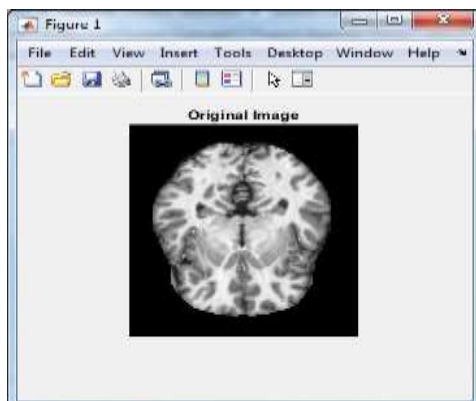 Figure 1
File Edit View Insert Tools Desktop Window Help
Original Image